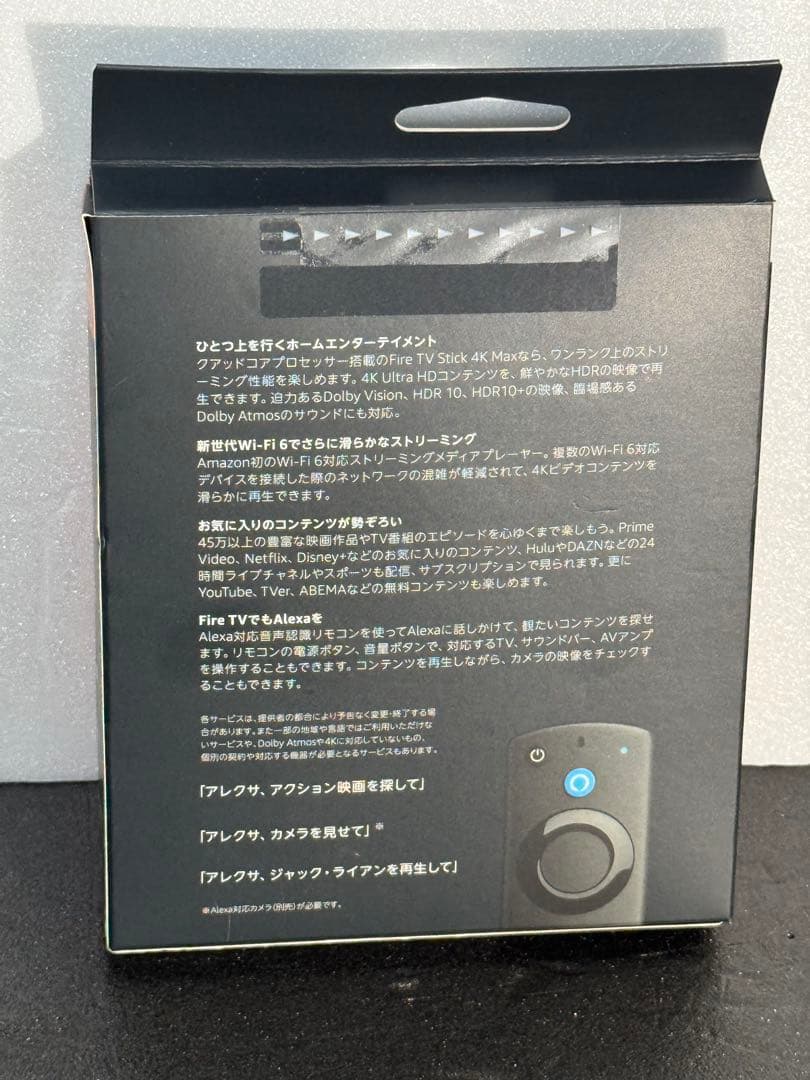 ひとつ上を行くホームエンターテイメント
クアッドコアプロセッサー搭載のFire TV Stick 4K Maxなら、ワンランク上のストリ
ーミング性能を楽しめます。4K Ultra HDコンテンツを、鮮やかなHDRの映像で再
生できます。迫力あるDolby Vision、HDR 10、HDR10+の映像、臨場感ある
Dolby Atmosのサウンドにも対応。
新世代Wi-Fi 6でさらに滑らかなストリーミング
Amazon初のWi-Fi 6対応ストリーミングメディアプレーヤー。複数のWi-Fi 6対応
デバイスを接続した際のネットワークの混雑が軽減されて、4Kビデオコンテンツを
滑らかに再生できます。
お気に入りのコンテンツが勢ぞろい
45万以上の豊富な映画作品やTV番組のエピソードを心ゆくまで楽しもう。Prime
Video、Netflix、Disney+などのお気に入りのコンテンツ、HuluやDAZNなどの24
時間ライブチャネルやスポーツも配信、サブスクリプションで見られます。更に
YouTube、TVer、ABEMAなどの無料コンテンツも楽しめます。
Fire TVでもAlexaを
Alexa対応音声認識リモコンを使ってAlexaに話しかけて、観たいコンテンツを探せ
ます。リモコンの電源ボタン、音量ボタンで、対応するTV、サウンドバー、AVアンプ
を操作することもできます。コンテンツを再生しながら、カメラの映像をチェックす
ることもできます。
各サービスは、提供者の都合により予告なく変更・終了する場
合があります。また一部の地域や言語ではご利用いただけな
いサービスや、Dolby Atmosや4Kに対応していないもの、
個別の契約や対応する機器が必要となるサービスもあります。
「アレクサ、アクション映画を探して」
「アレクサ、カメラを見せて」※
「アレクサ、ジャック・ライアンを再生して」
※Alexa対応カメラ(別売)が必要です。